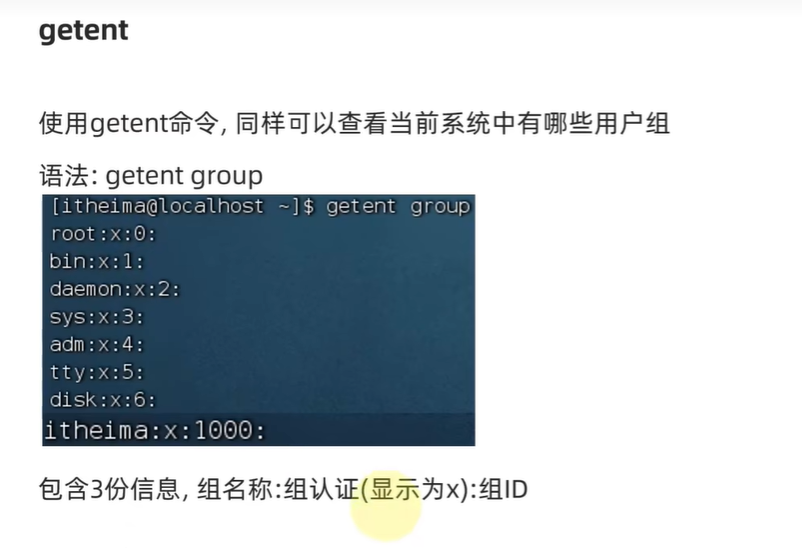 getent
使用getent命令, 同样可以查看当前系统中有哪些用户组
语法: getent group
[itheima@localhost ~]$ getent group
root:x:0:
bin:x:1:
daemon:x:2:
sys:x:3:
adm:x:4:
tty:x:5:
disk:x:6:
itheima:x:1000:
包含3份信息, 组名称:组认证(显示为x):组ID